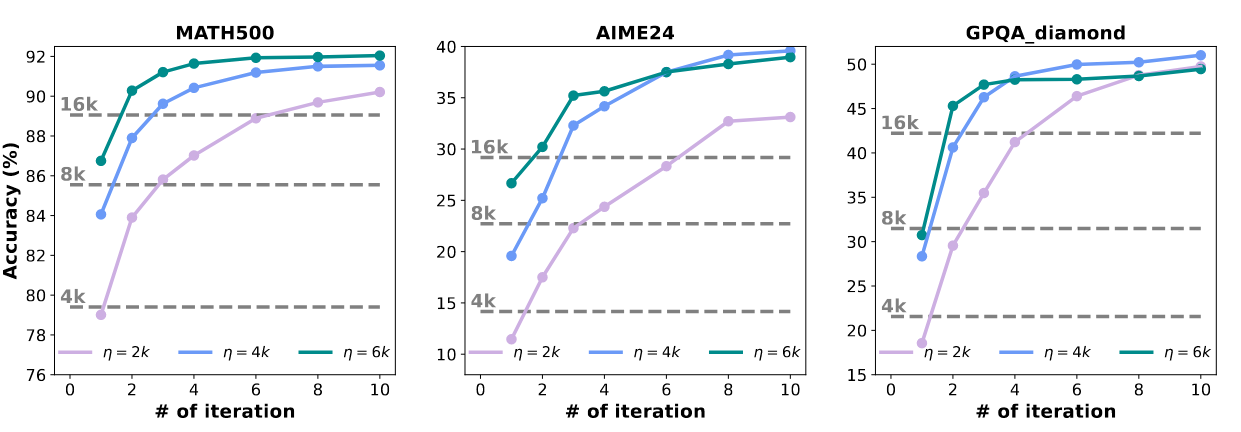 MATH500
Accuracy (%)
92
90
88
86
84
82
80
78
76
16k
8k
4k
η = 2k
η = 4k
η = 6k
0
2
4
6
8
10
# of iteration
AIME24
40
35
30
25
20
15
10
16k
8k
4k
η = 2k
η = 4k
η = 6k
0
2
4
6
8
10
# of iteration
GPQA_diamond
50
45
40
35
30
25
20
15
16k
8k
4k
η = 2k
η = 4k
η = 6k
0
2
4
6
8
10
# of iteration